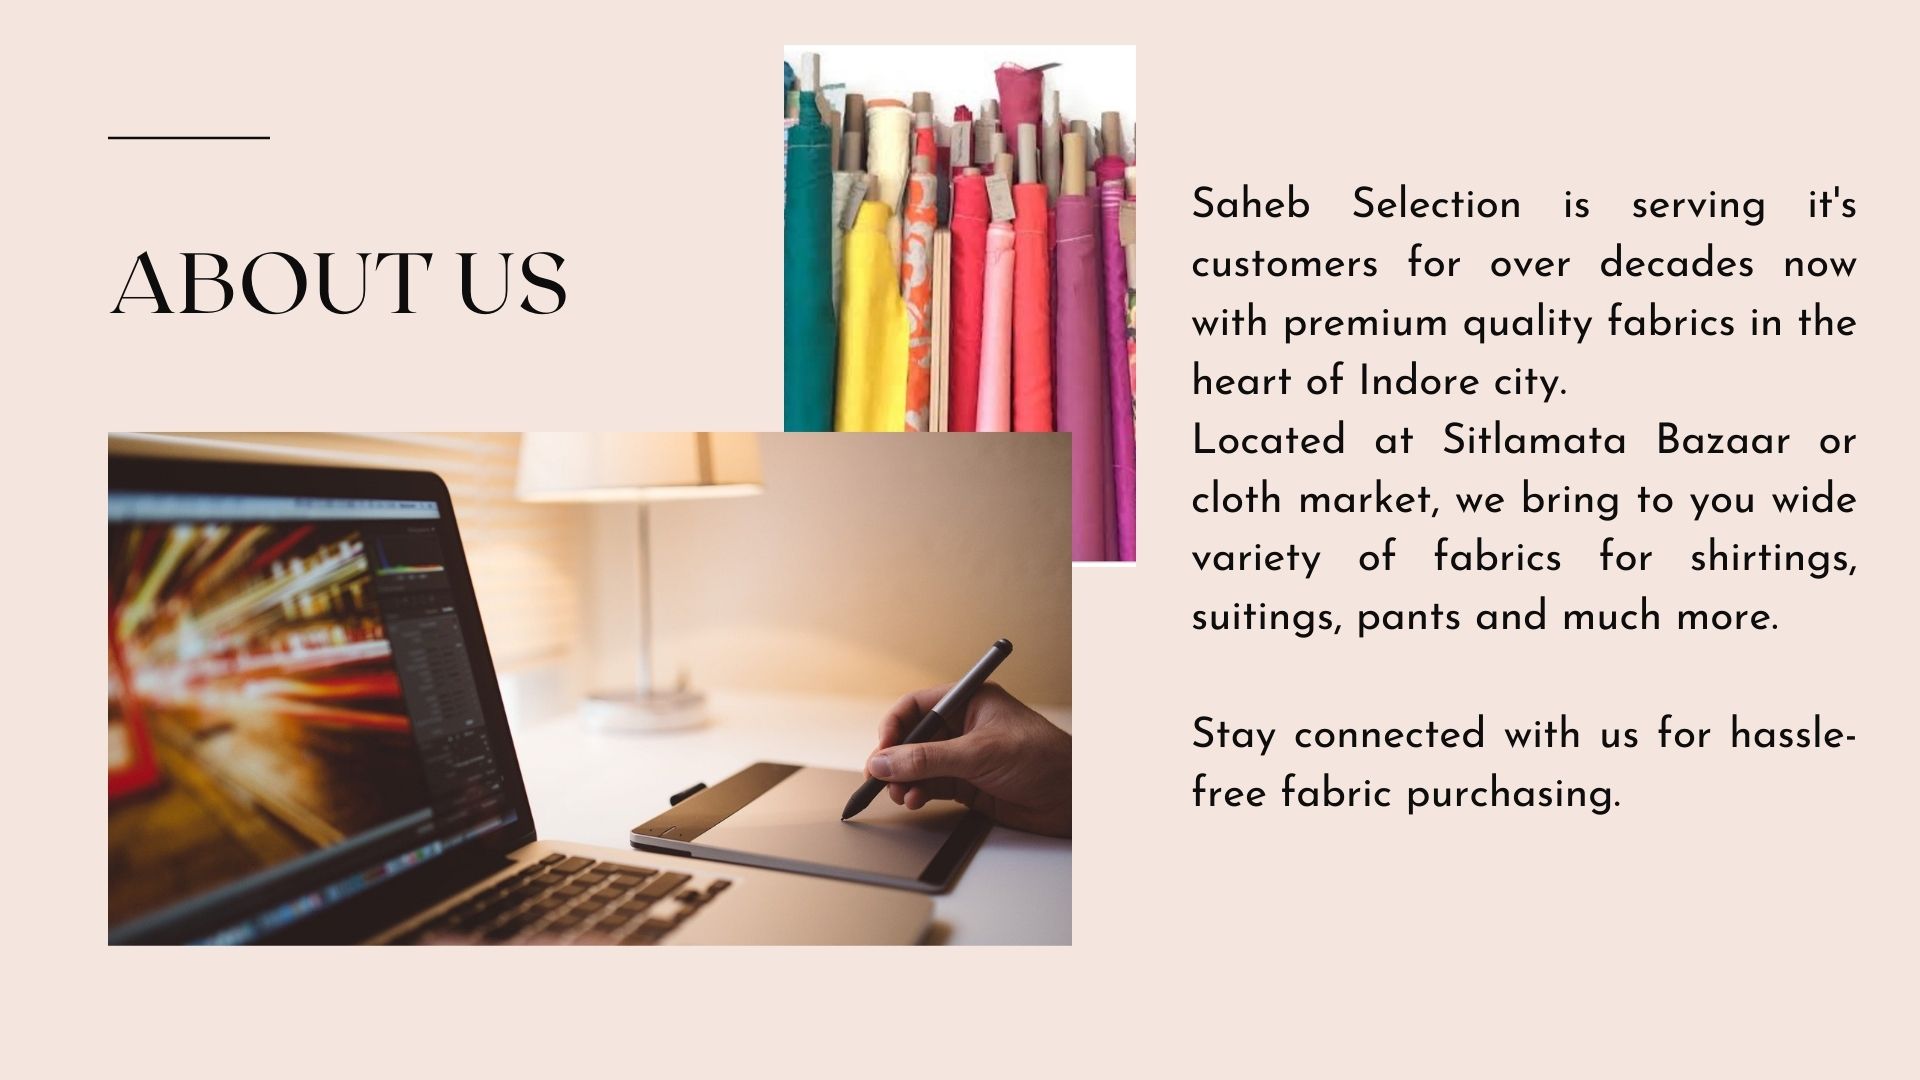 ABOUT US
Saheb Selection is serving it's
customers for over decades now
with premium quality fabrics in the
heart of Indore city.
Located at Sitlamata Bazaar or
cloth market, we bring to you wide
variety of fabrics for shirtings,
suitings, pants and much more.
Stay connected with us for hassle-
free fabric purchasing.